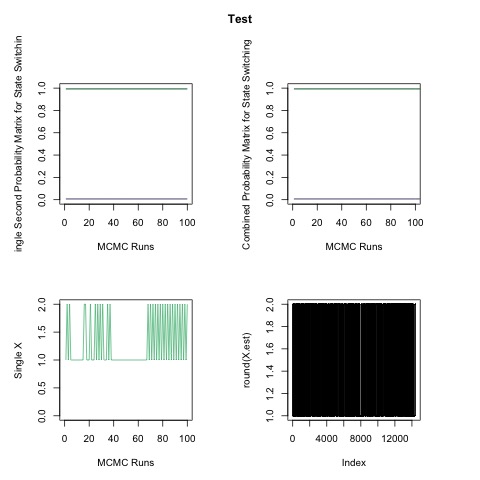 Test
ingle Second Probability Matrix for State Switchin
1.0
0.8
0.6
0.4
0.2
0.0
0 20 40 60 80 100
MCMC Runs
Combined Probability Matrix for State Switching
1.0
0.8
0.6
0.4
0.2
0.0
0 20 40 60 80 100
MCMC Runs
Single X
2.0
1.5
1.0
0.5
0.0
0 20 40 60 80 100
MCMC Runs
round(X.est)
2.0
1.8
1.6
1.4
1.2
1.0
0 4000 8000 12000
Index